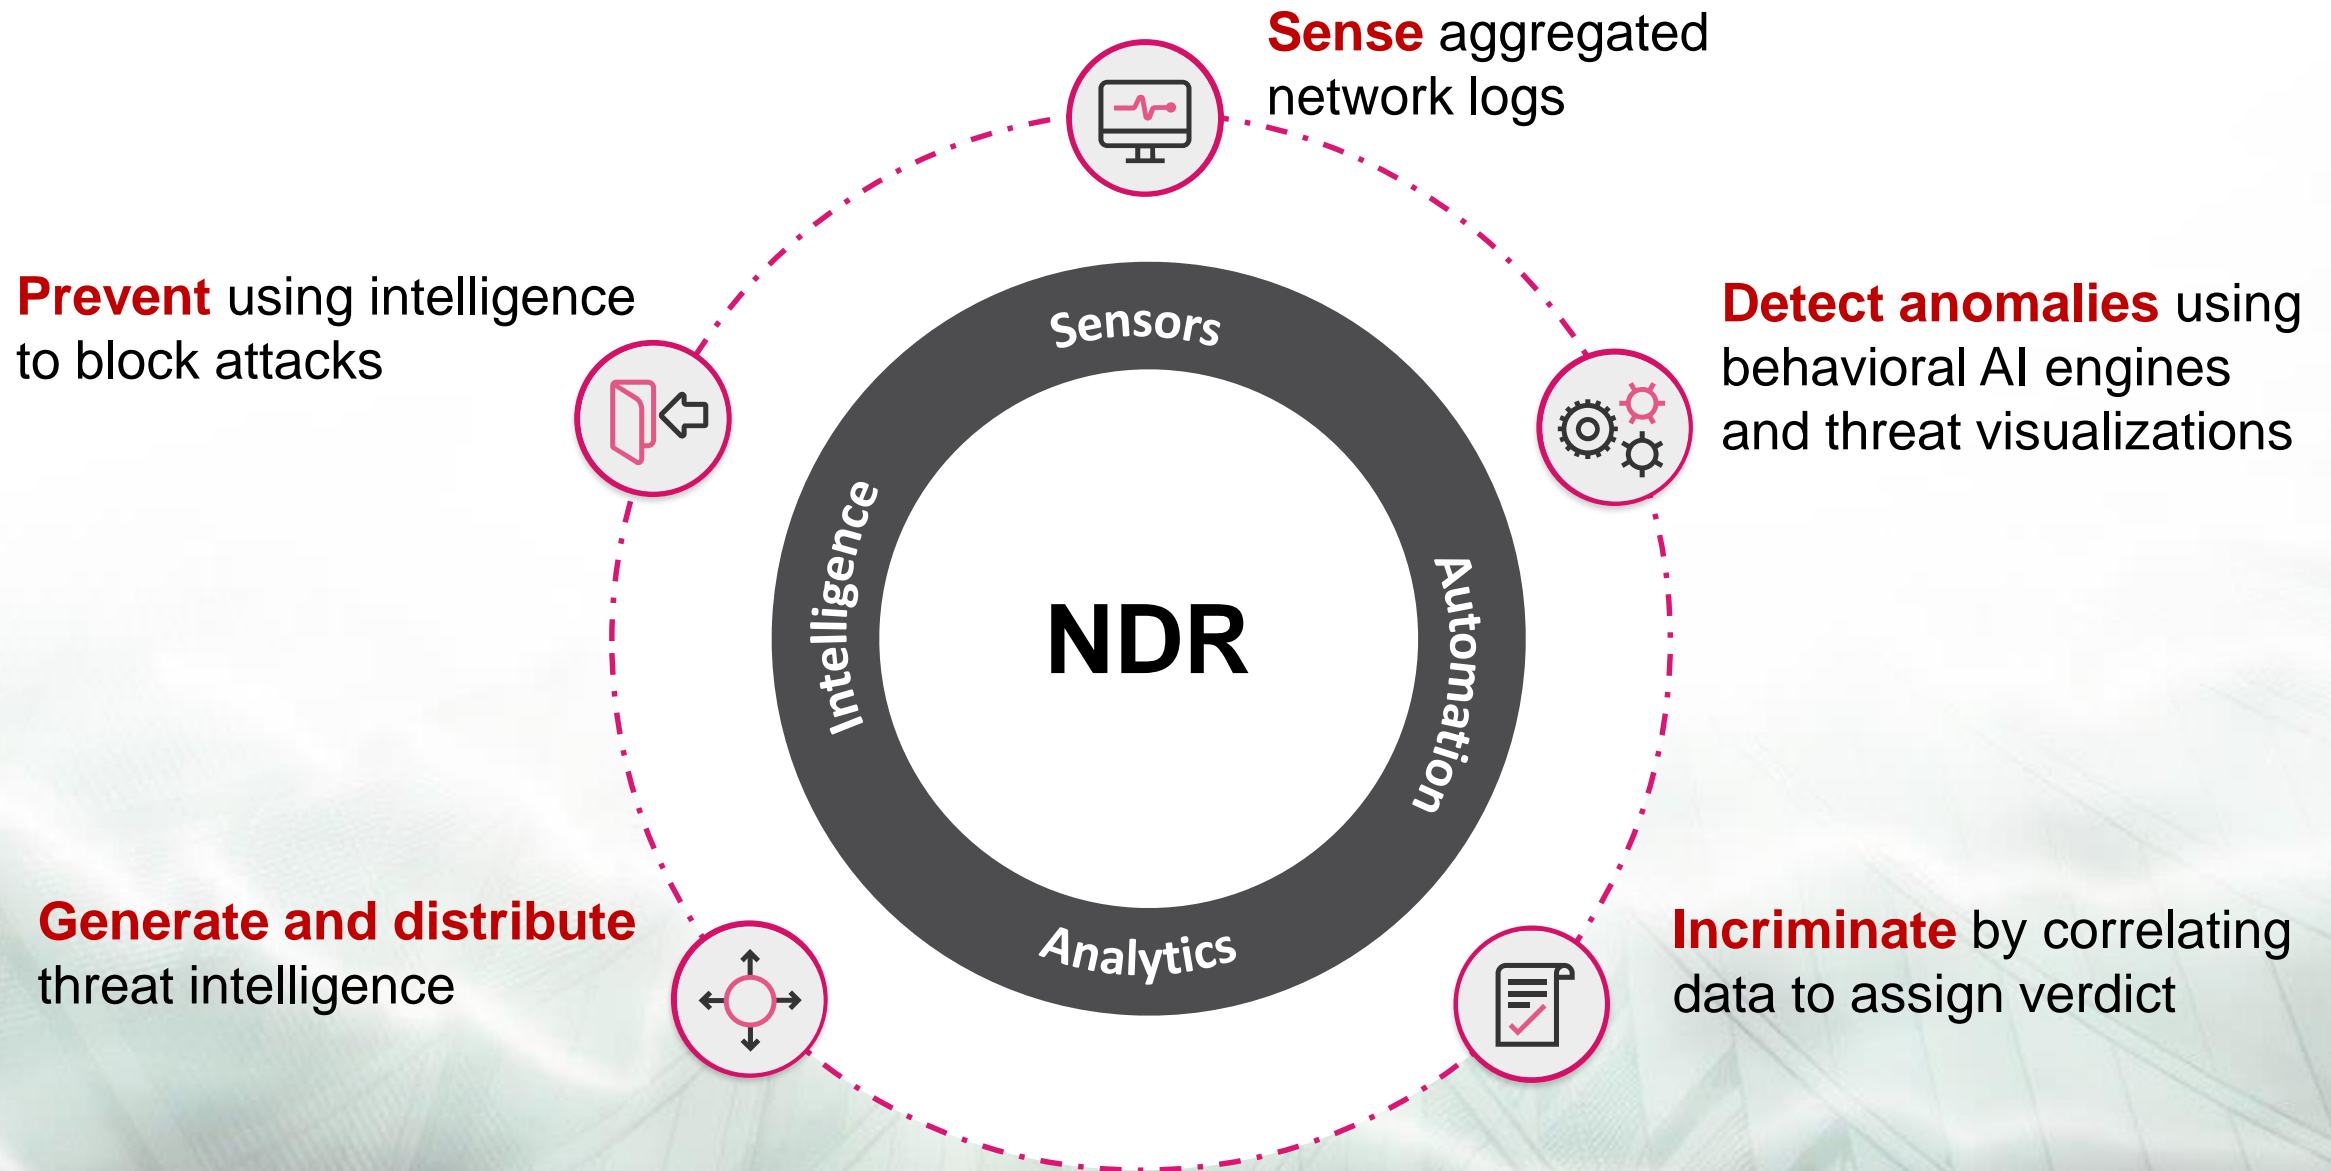 Sense aggregated
network logs
Prevent using intelligence
to block attacks
Detect anomalies using
behavioral AI engines
and threat visualizations
Sensors
Intelligence
NDR
Automation
Analytics
Generate and distribute
threat intelligence
Incriminate by correlating
data to assign verdict